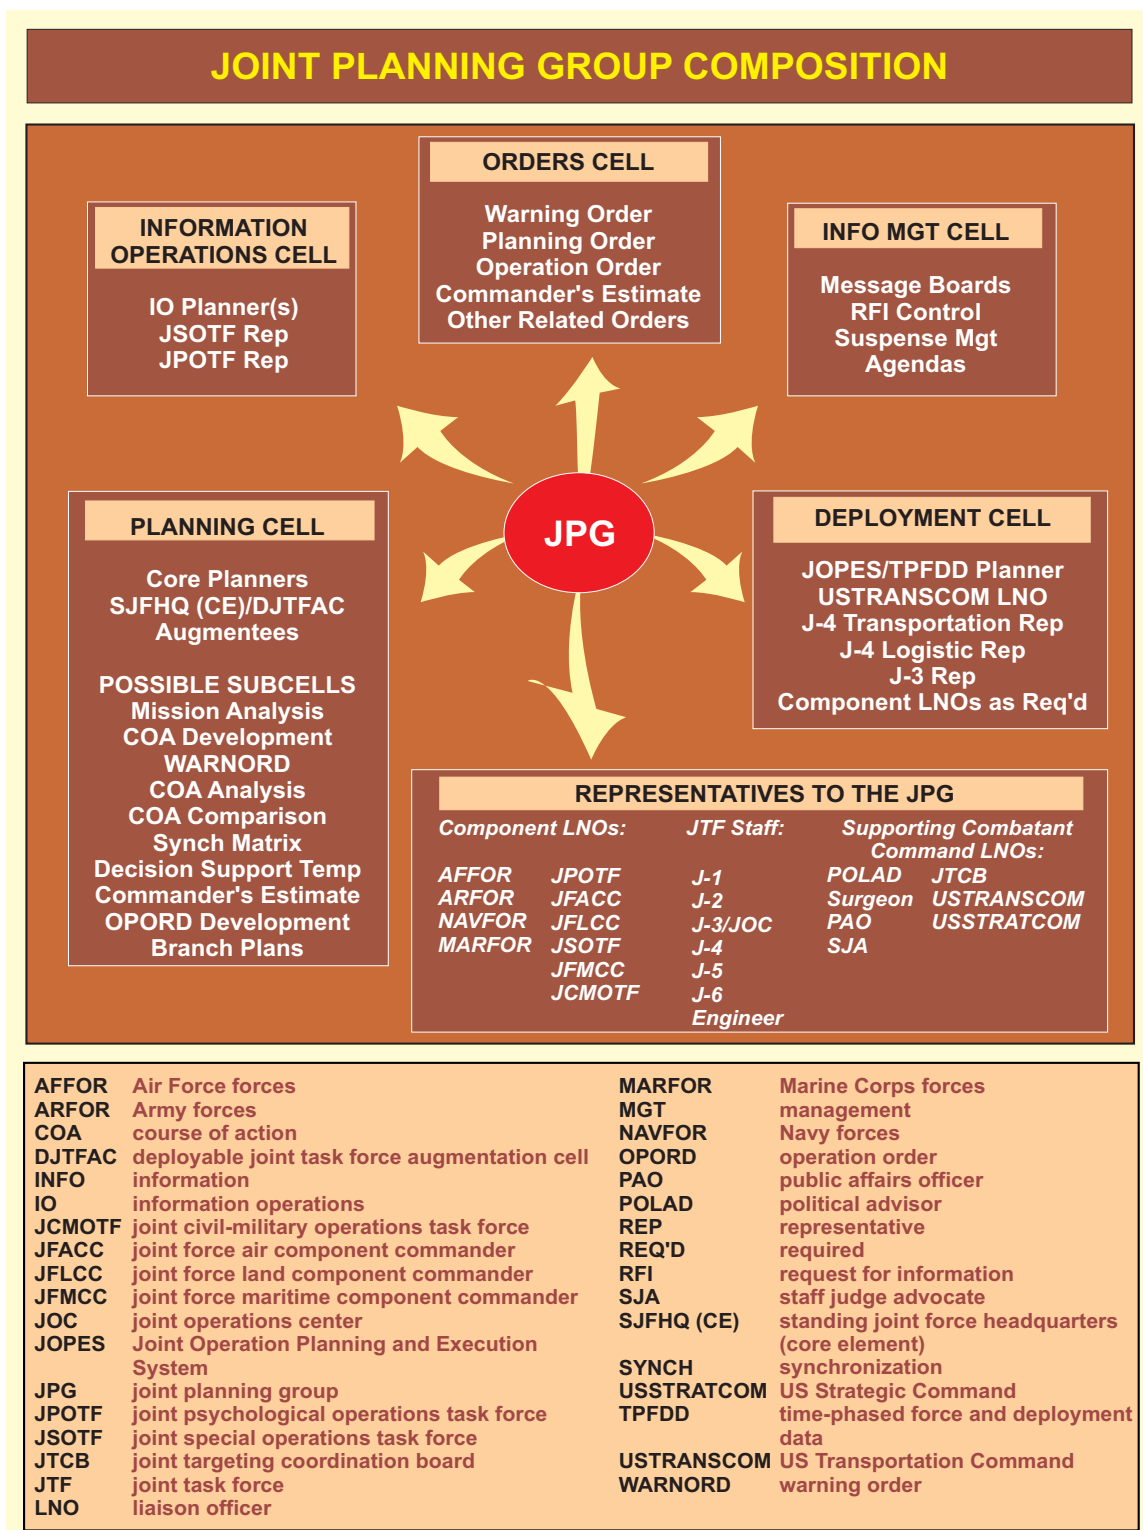 JOINT PLANNING GROUP COMPOSITION
ORDERS CELL
Warning Order
Planning Order
Operation Order
Commander's Estimate
Other Related Orders
INFORMATION
OPERATIONS CELL
IO Planner(s)
JSOTF Rep
JPOTF Rep
INFO MGT CELL
Message Boards
RFI Control
Suspense Mgt
Agendas
JPG
PLANNING CELL
Core Planners
SJFHQ (CE)/DJTFAC
Augmentees
POSSIBLE SUBCELLS
Mission Analysis
COA Development
WARNORD
COA Analysis
COA Comparison
Synch Matrix
Decision Support Temp
Commander's Estimate
OPORD Development
Branch Plans
DEPLOYMENT CELL
JOPES/TPFDD Planner
USTRANSCOM LNO
J-4 Transportation Rep
J-4 Logistic Rep
J-3 Rep
Component LNOs as Req'd
REPRESENTATIVES TO THE JPG
Component LNOs:
AFFOR
ARFOR
NAVFOR
MARFOR
JPOTF
JFACC
JFLCC
JSOTF
JFMCC
JCMOTF
JTF Staff:
J-1
J-2
J-3/JOC
J-4
J-5
J-6
Engineer
Supporting Combatant
Command LNOs:
POLAD
Surgeon
PAO
SJA
JTCB
USTRANSCOM
USSTRATCOM
AFFOR Air Force forces
ARFOR Army forces
COA course of action
DJTFAC deployable joint task force augmentation cell
INFO information
IO information operations
JCMOTF joint civil-military operations task force
JFACC joint force air component commander
JFLCC joint force land component commander
JFMCC joint force maritime component commander
JOC joint operations center
JOPES Joint Operation Planning and Execution
System
JPG joint planning group
JPOTF joint psychological operations task force
JSOTF joint special operations task force
JTCB joint targeting coordination board
JTF joint task force
LNO liaison officer
MARFOR Marine Corps forces
MGT management
NAVFOR Navy forces
OPORD operation order
PAO public affairs officer
POLAD political advisor
REP representative
REQ'D required
RFI request for information
SJA staff judge advocate
SJFHQ (CE) standing joint force headquarters
(core element)
SYNCH synchronization
USSTRATCOM US Strategic Command
TPFDD time-phased force and deployment
data
USTRANSCOM US Transportation Command
WARNORD warning order